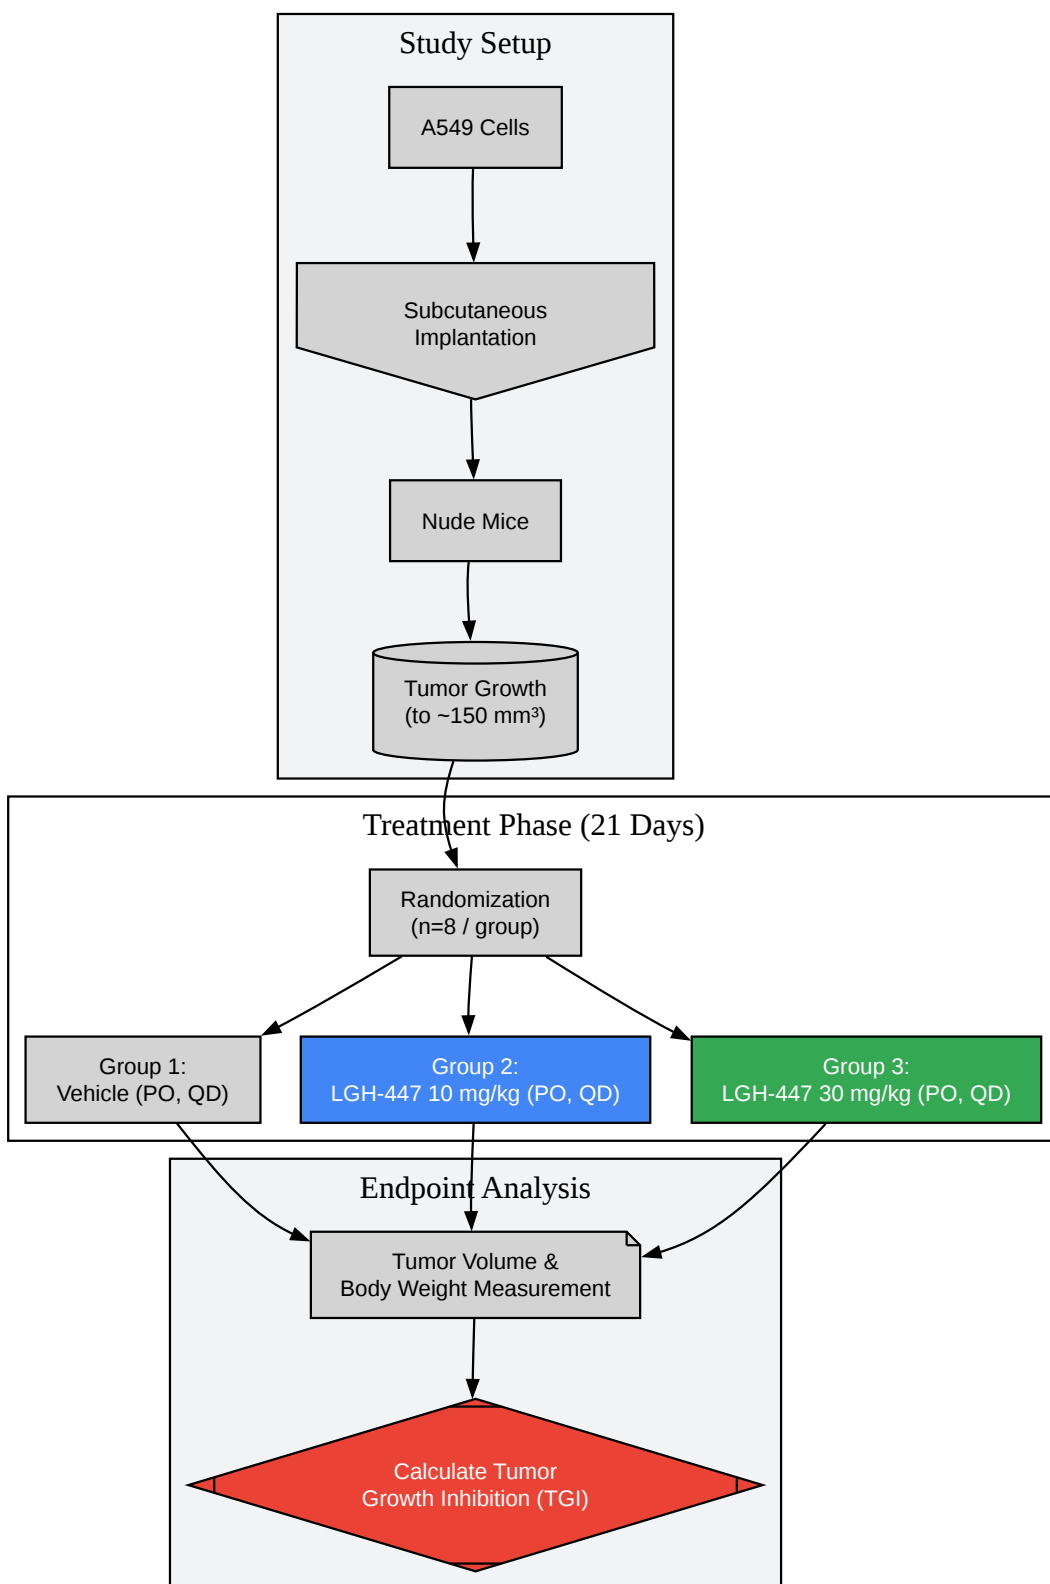 Study Setup
A549 Cells
Subcutaneous
Implantation
Nude Mice
Tumor Growth
(to ~150 mm³)
Treatment Phase (21 Days)
Randomization
(n=8 / group)
Group 1:
Vehicle (PO, QD)
Group 2:
LGH-447 10 mg/kg (PO, QD)
Group 3:
LGH-447 30 mg/kg (PO, QD)
Endpoint Analysis
Tumor Volume &
Body Weight Measurement
Calculate Tumor
Growth Inhibition (TGI)